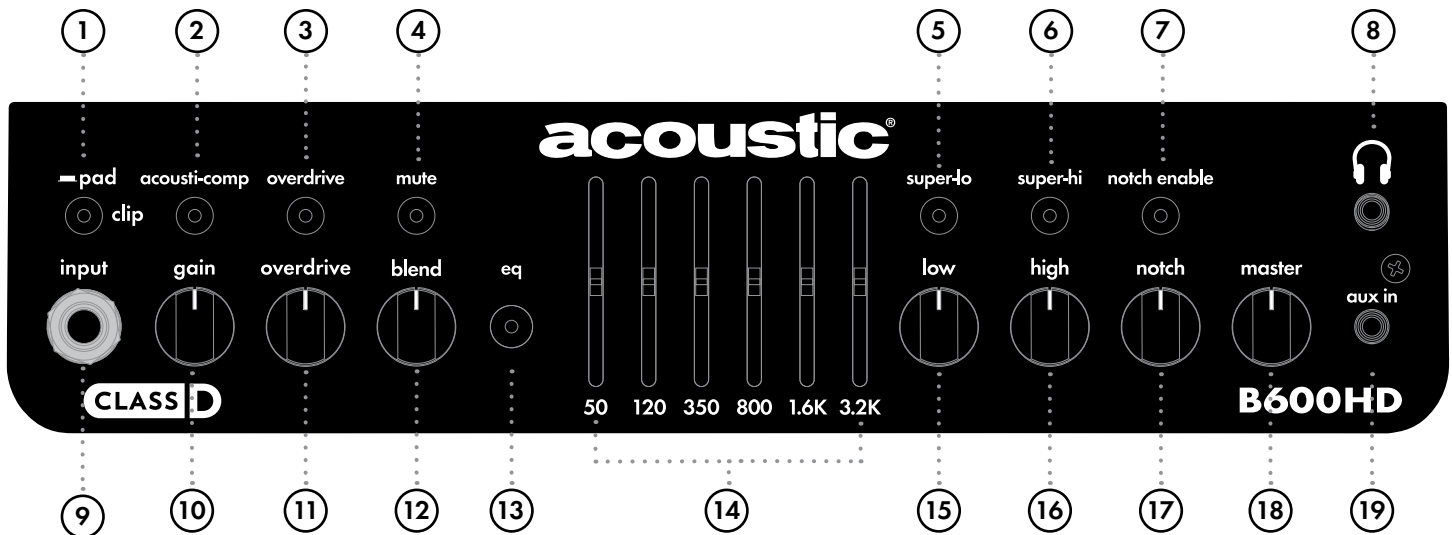 1 2 3 4 5 6 7 8
acoustic®
pad acousti-comp overdrive mute super-lo super-hi notch enable
clip
input gain overdrive blend eq low high notch master
aux in
CLASS D
50 120 350 800 1.6K 3.2K
B600HD
9 10 11 12 13 14 15 16 17 18 19